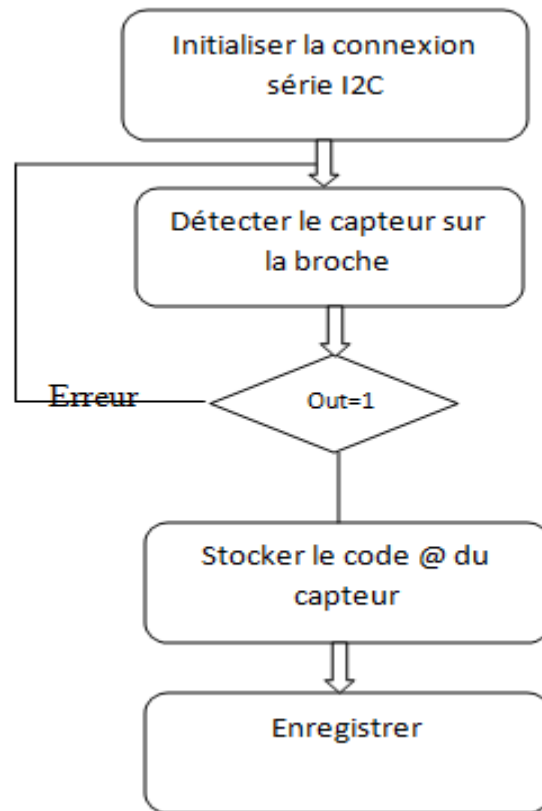 Initialiser la connexion
série I2C
Détecter le capteur sur
la broche
Erreur
Out=1
Stocker le code @ du
capteur
Enregistrer